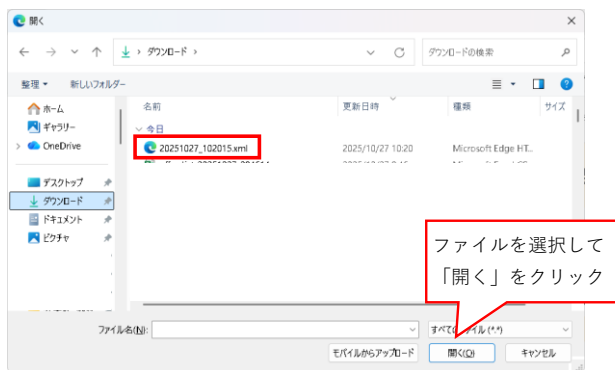 開く
ダウンロード
ダウンロードの検索
整理
新しいフォルダー
ホーム
ギャラリー
OneDrive
デスクトップ
ダウンロード
ドキュメント
ピクチャ
名前
更新日時
種類
サイズ
今日
20251027_102015.xml
2025/10/27 10:20
Microsoft Edge HT...
ファイルを選択して
「開く」をクリック
ファイル名(N):
すべて
(*.*)
モバイルからアップロード
開く(O)
キャンセル